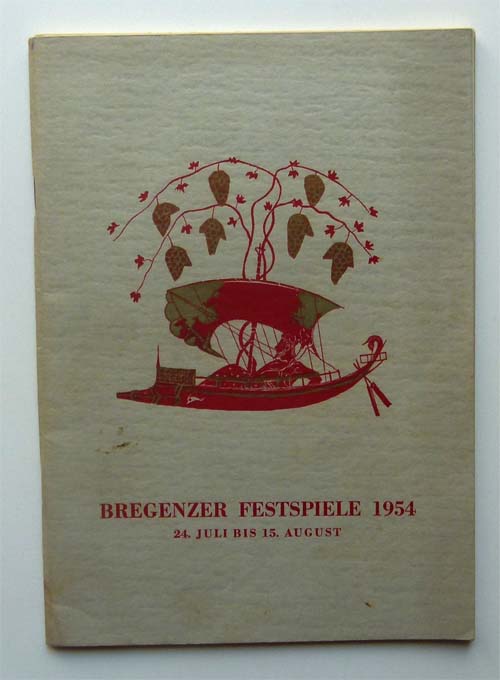 BREGENZER FESTSPIELE 1954
24. JULI BIS 15. AUGUST